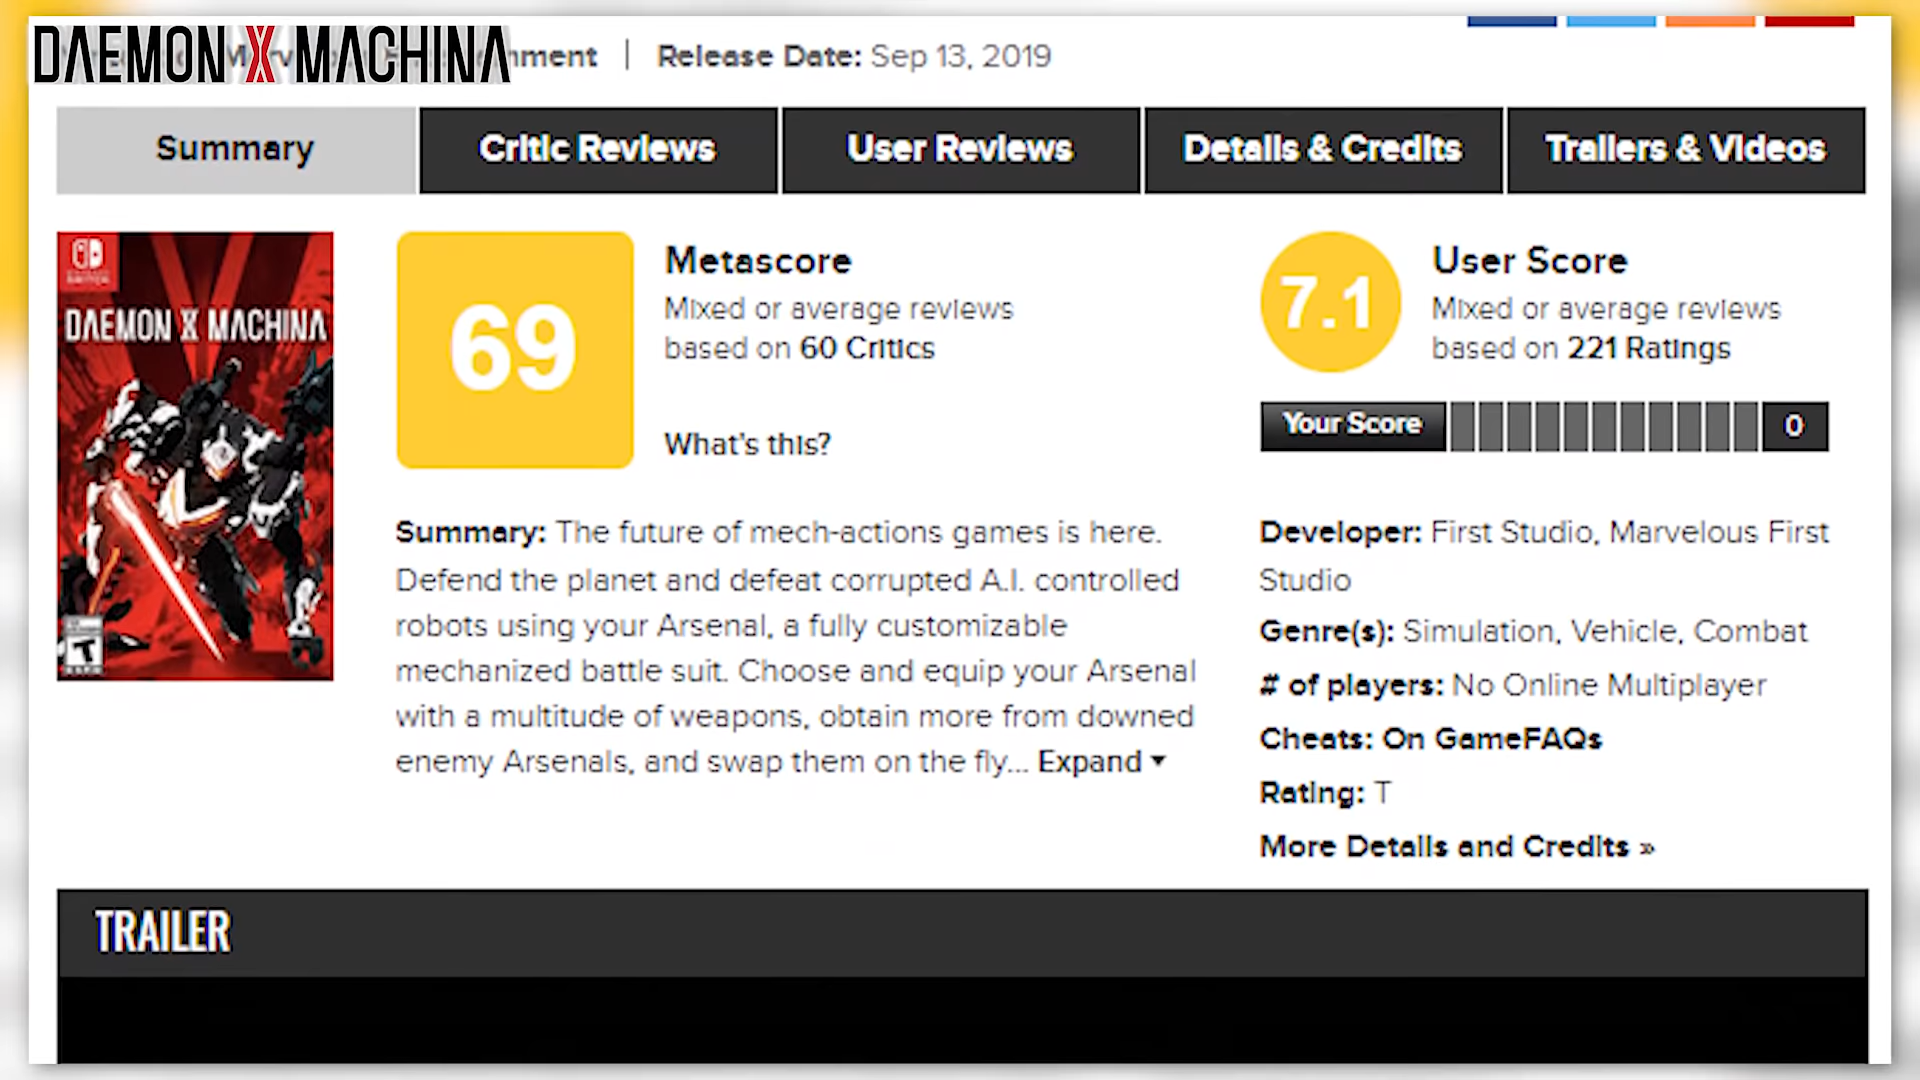 DAEMON X MACHINA
Release Date: Sep 13, 2019
Summary
Critic Reviews
User Reviews
Details & Credits
Trailers & Videos
DAEMON X MACHINA
T
69
Metascore
Mixed or average reviews
based on 60 Critics
What's this?
Summary: The future of mech-actions games is here.
Defend the planet and defeat corrupted A.I. controlled
robots using your Arsenal, a fully customizable
mechanized battle suit. Choose and equip your Arsenal
with a multitude of weapons, obtain more from downed
enemy Arsenals, and swap them on the fly... Expand
7.1
User Score
Mixed or average reviews
based on 221 Ratings
Your Score
0
Developer: First Studio, Marvelous First
Studio
Genre(s): Simulation, Vehicle, Combat
# of players: No Online Multiplayer
Cheats: On GameFAQs
Rating: T
More Details and Credits »
TRAILER